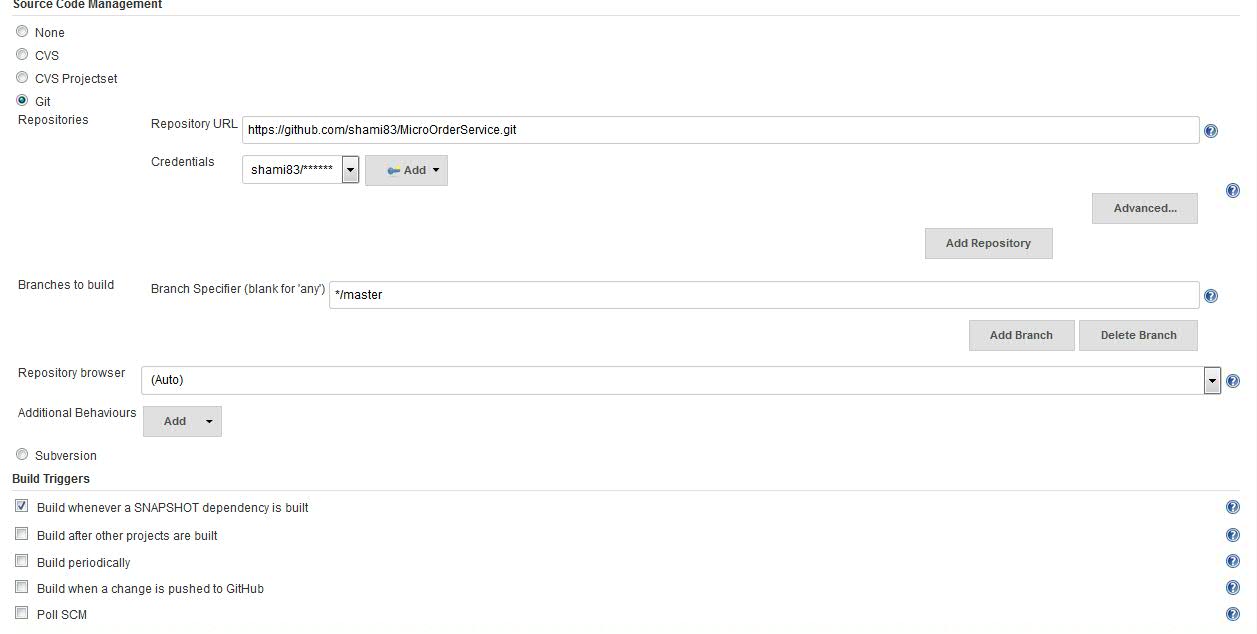 Source Code Management
None
CVS
CVS Projectset
Git
Repositories
Repository URL https://github.com/shami83/MicroOrderService.git
Credentials shami83/****** Add
Advanced...
Add Repository
Branches to build Branch Specifier (blank for 'any') */master
Add Branch Delete Branch
Repository browser (Auto)
Additional Behaviours Add
Subversion
Build Triggers
Build whenever a SNAPSHOT dependency is built
Build after other projects are built
Build periodically
Build when a change is pushed to GitHub
Poll SCM